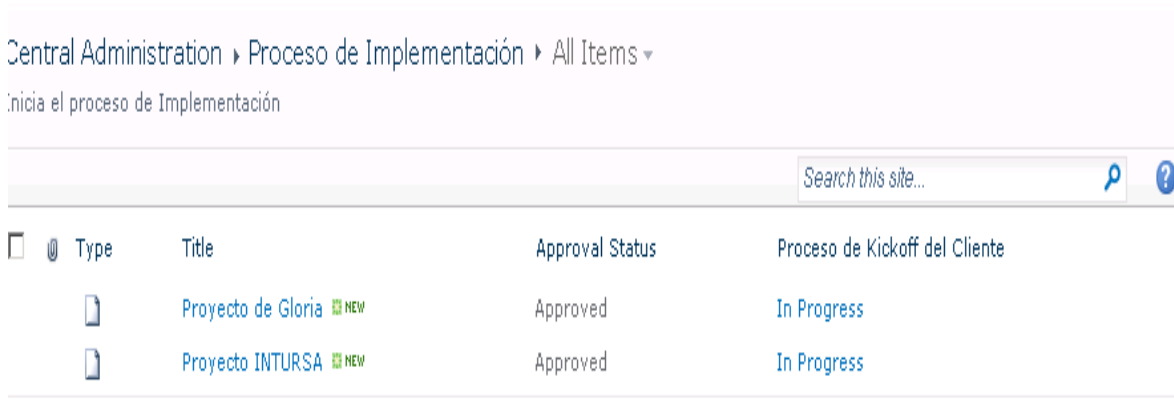 Central Administration ▸ Proceso de Implementación ▸ All Items
Inicia el proceso de Implementación
Search this site...
Type Title Approval Status Proceso de Kickoff del Cliente
Proyecto de Gloria NEW Approved In Progress
Proyecto INTURSA NEW Approved In Progress